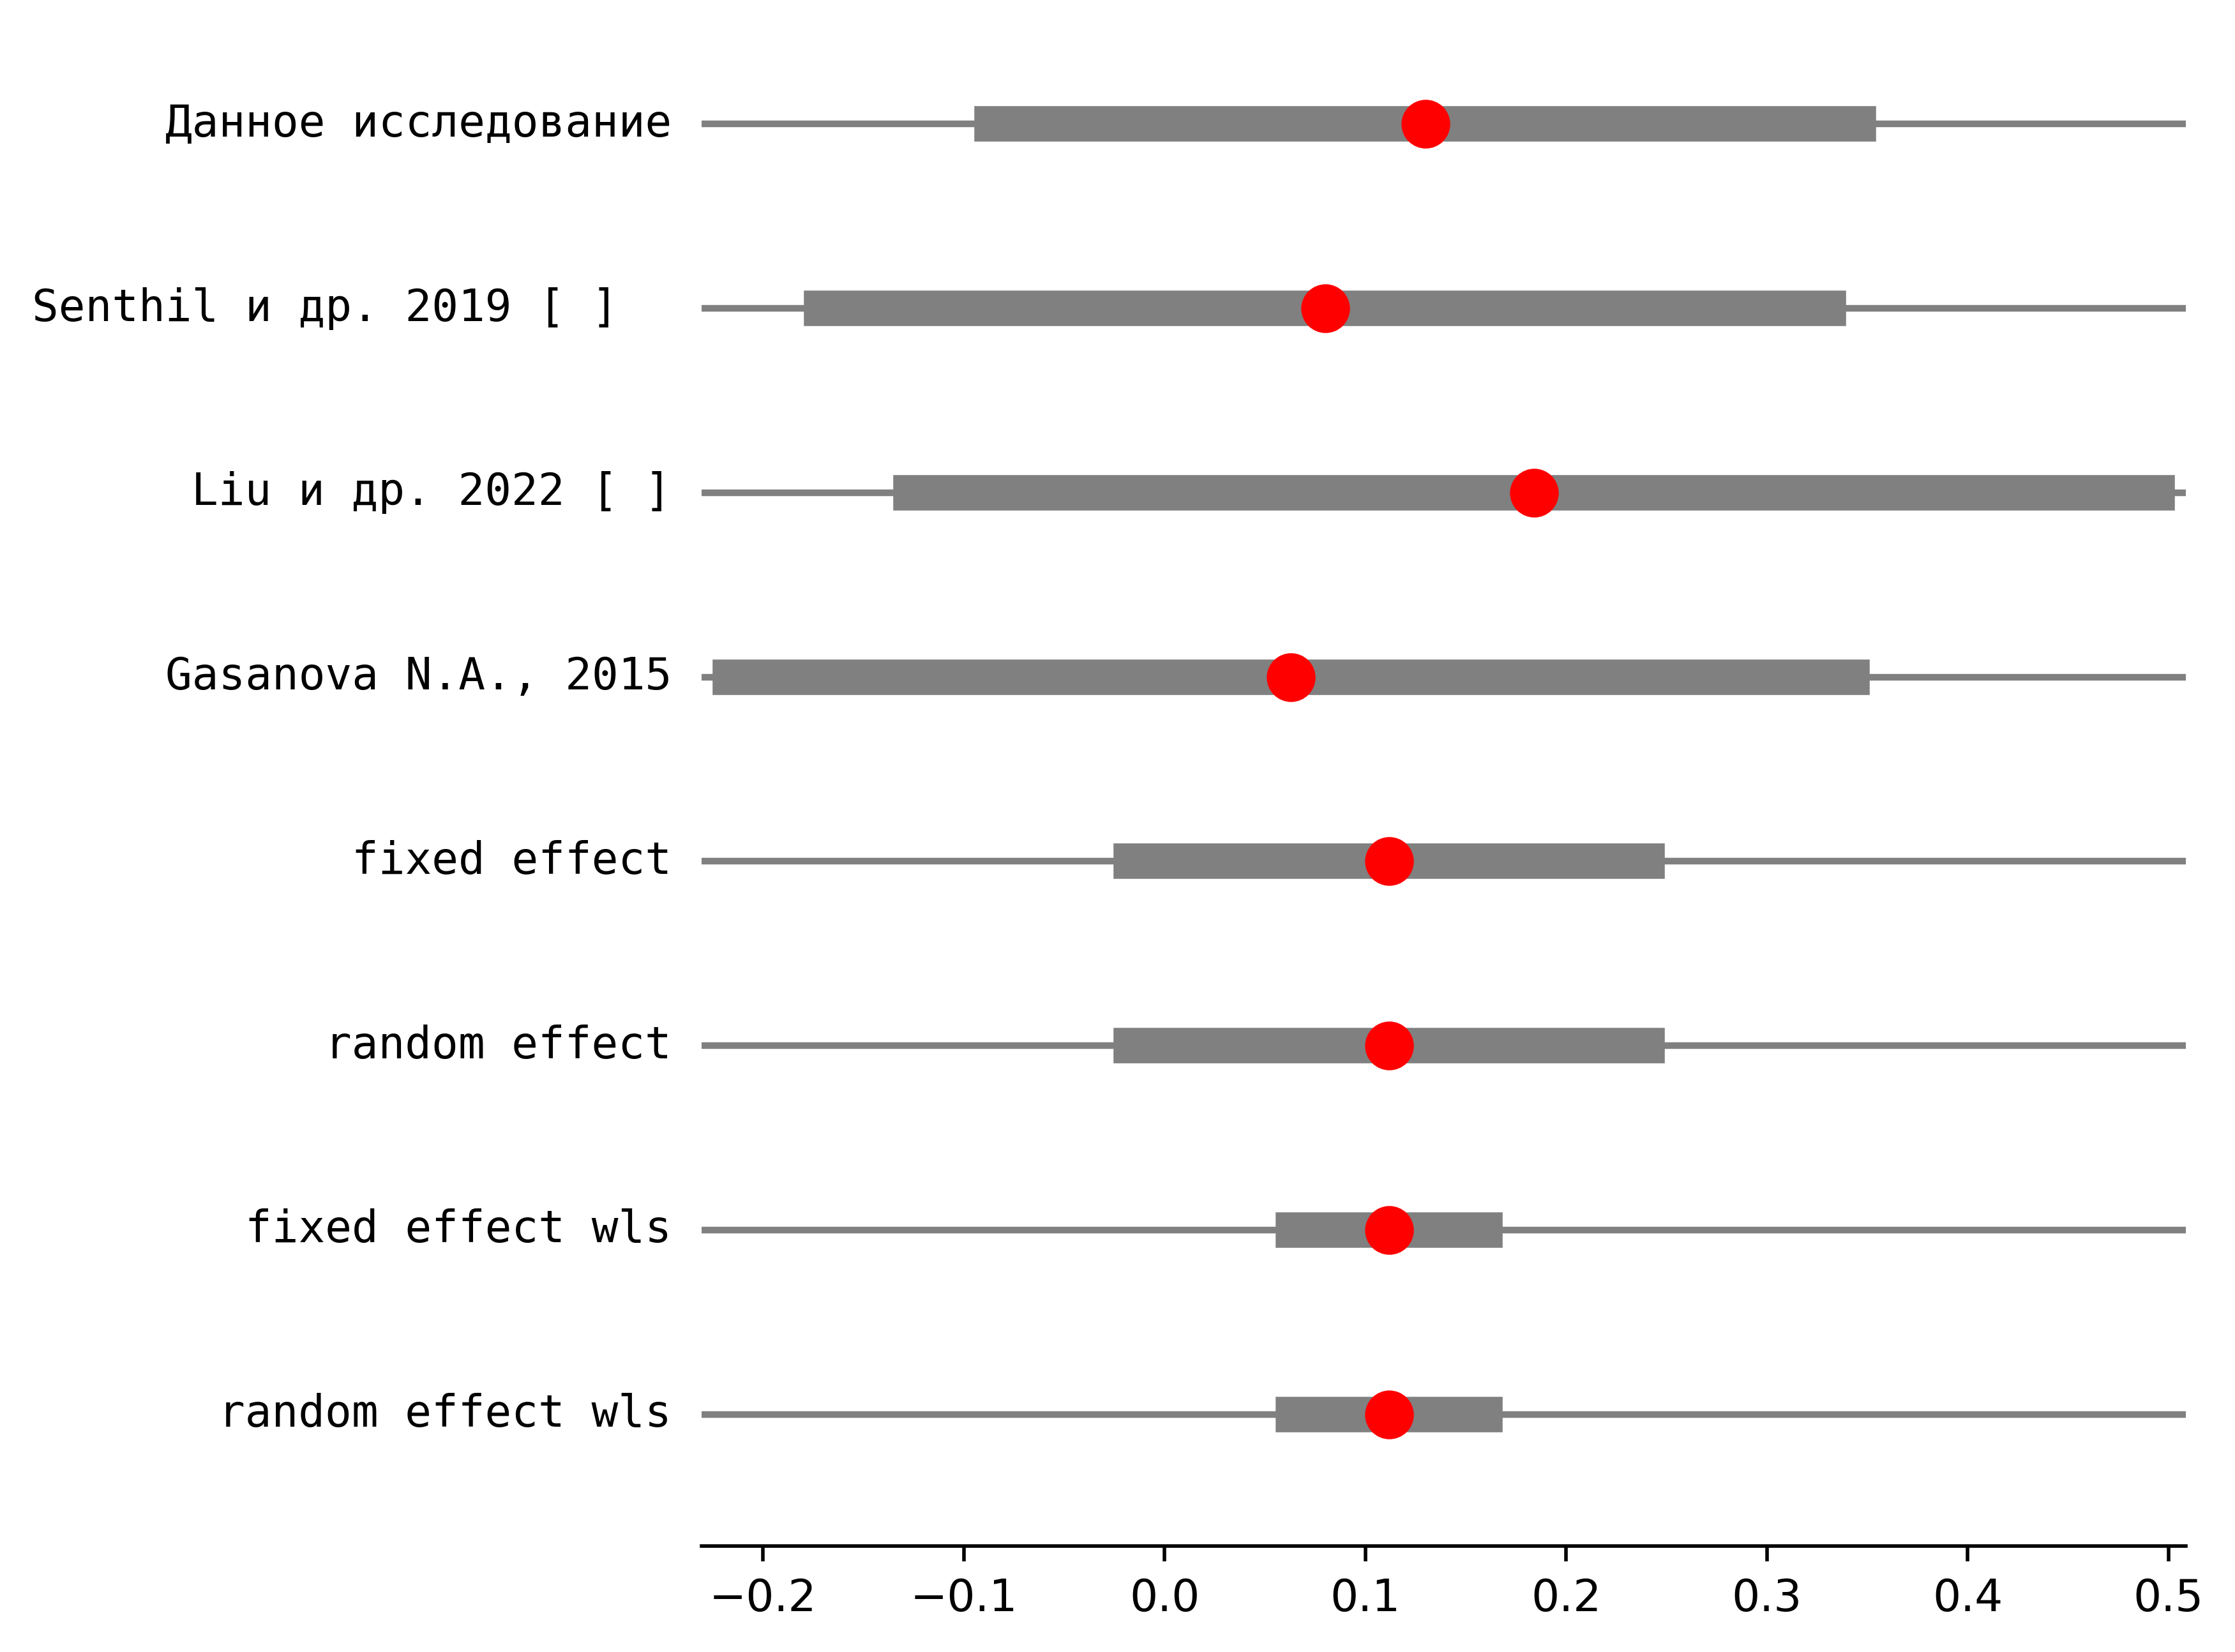 Данное исследование
Senthil и др. 2019 [ ]
Liu и др. 2022 [ ]
Gasanova N.A., 2015
fixed effect
random effect
fixed effect wls
random effect wls
−0.2 −0.1 0.0 0.1 0.2 0.3 0.4 0.5